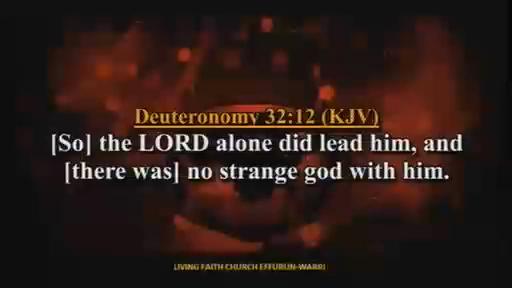 Deuteronomy 32:12 (KJV)
[So] the LORD alone did lead him, and
[there was] no strange god with him.
LIVING FAITH CHURCH EFFURUN-WARRI